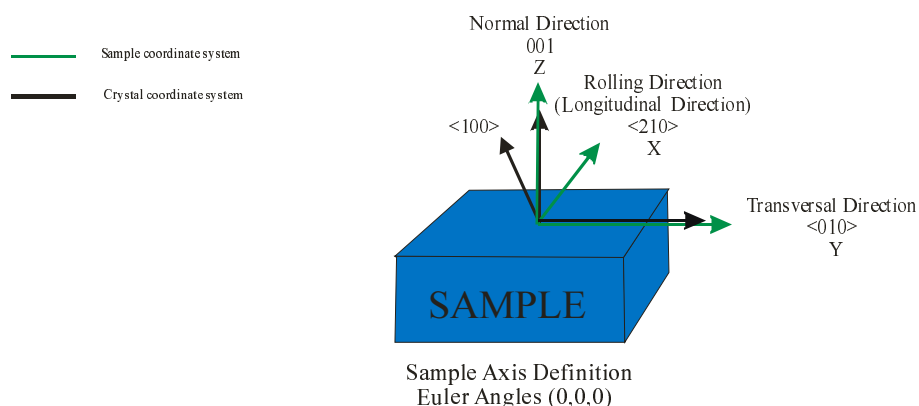 Normal Direction
001
Z
Sample coordinate system
Crystal coordinate system
Rolling Direction
(Longitudinal Direction)
<210>
X
<100>
Transversal Direction
<010>
Y
SAMPLE
Sample Axis Definition
Euler Angles (0,0,0)